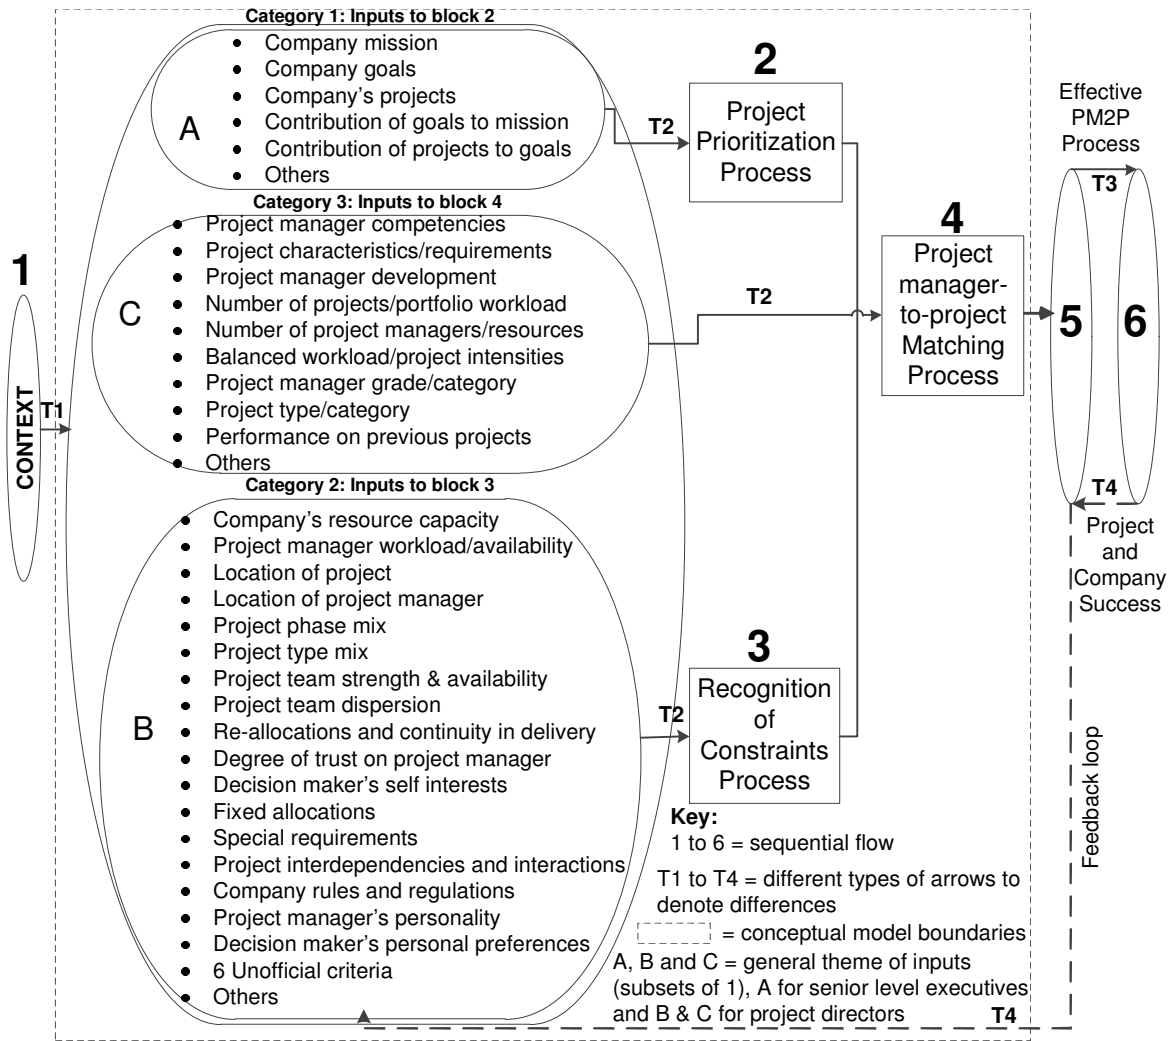 1
CONTEXT
T1
Category 1: Inputs to block 2
A
• Company mission
• Company goals
• Company's projects
• Contribution of goals to mission
• Contribution of projects to goals
• Others
Category 3: Inputs to block 4
C
• Project manager competencies
• Project characteristics/requirements
• Project manager development
• Number of projects/portfolio workload
• Number of project managers/resources
• Balanced workload/project intensities
• Project manager grade/category
• Project type/category
• Performance on previous projects
• Others
Category 2: Inputs to block 3
B
• Company's resource capacity
• Project manager workload/availability
• Location of project
• Location of project manager
• Project phase mix
• Project type mix
• Project team strength & availability
• Project team dispersion
• Re-allocations and continuity in delivery
• Degree of trust on project manager
• Decision maker's self interests
• Fixed allocations
• Special requirements
• Project interdependencies and interactions
• Company rules and regulations
• Project manager's personality
• Decision maker's personal preferences
• 6 Unofficial criteria
• Others
T2
2
Project
Prioritization
Process
T2
T2
3
Recognition
of
Constraints
Process
4
Project
manager-
to-project
Matching
Process
Effective
PM2P
Process
T3
5
6
T4
Project
and
Company
Success
Feedback loop
T4
Key:
1 to 6 = sequential flow
T1 to T4 = different types of arrows to
denote differences
= conceptual model boundaries
A, B and C = general theme of inputs
(subsets of 1), A for senior level executives
and B & C for project directors